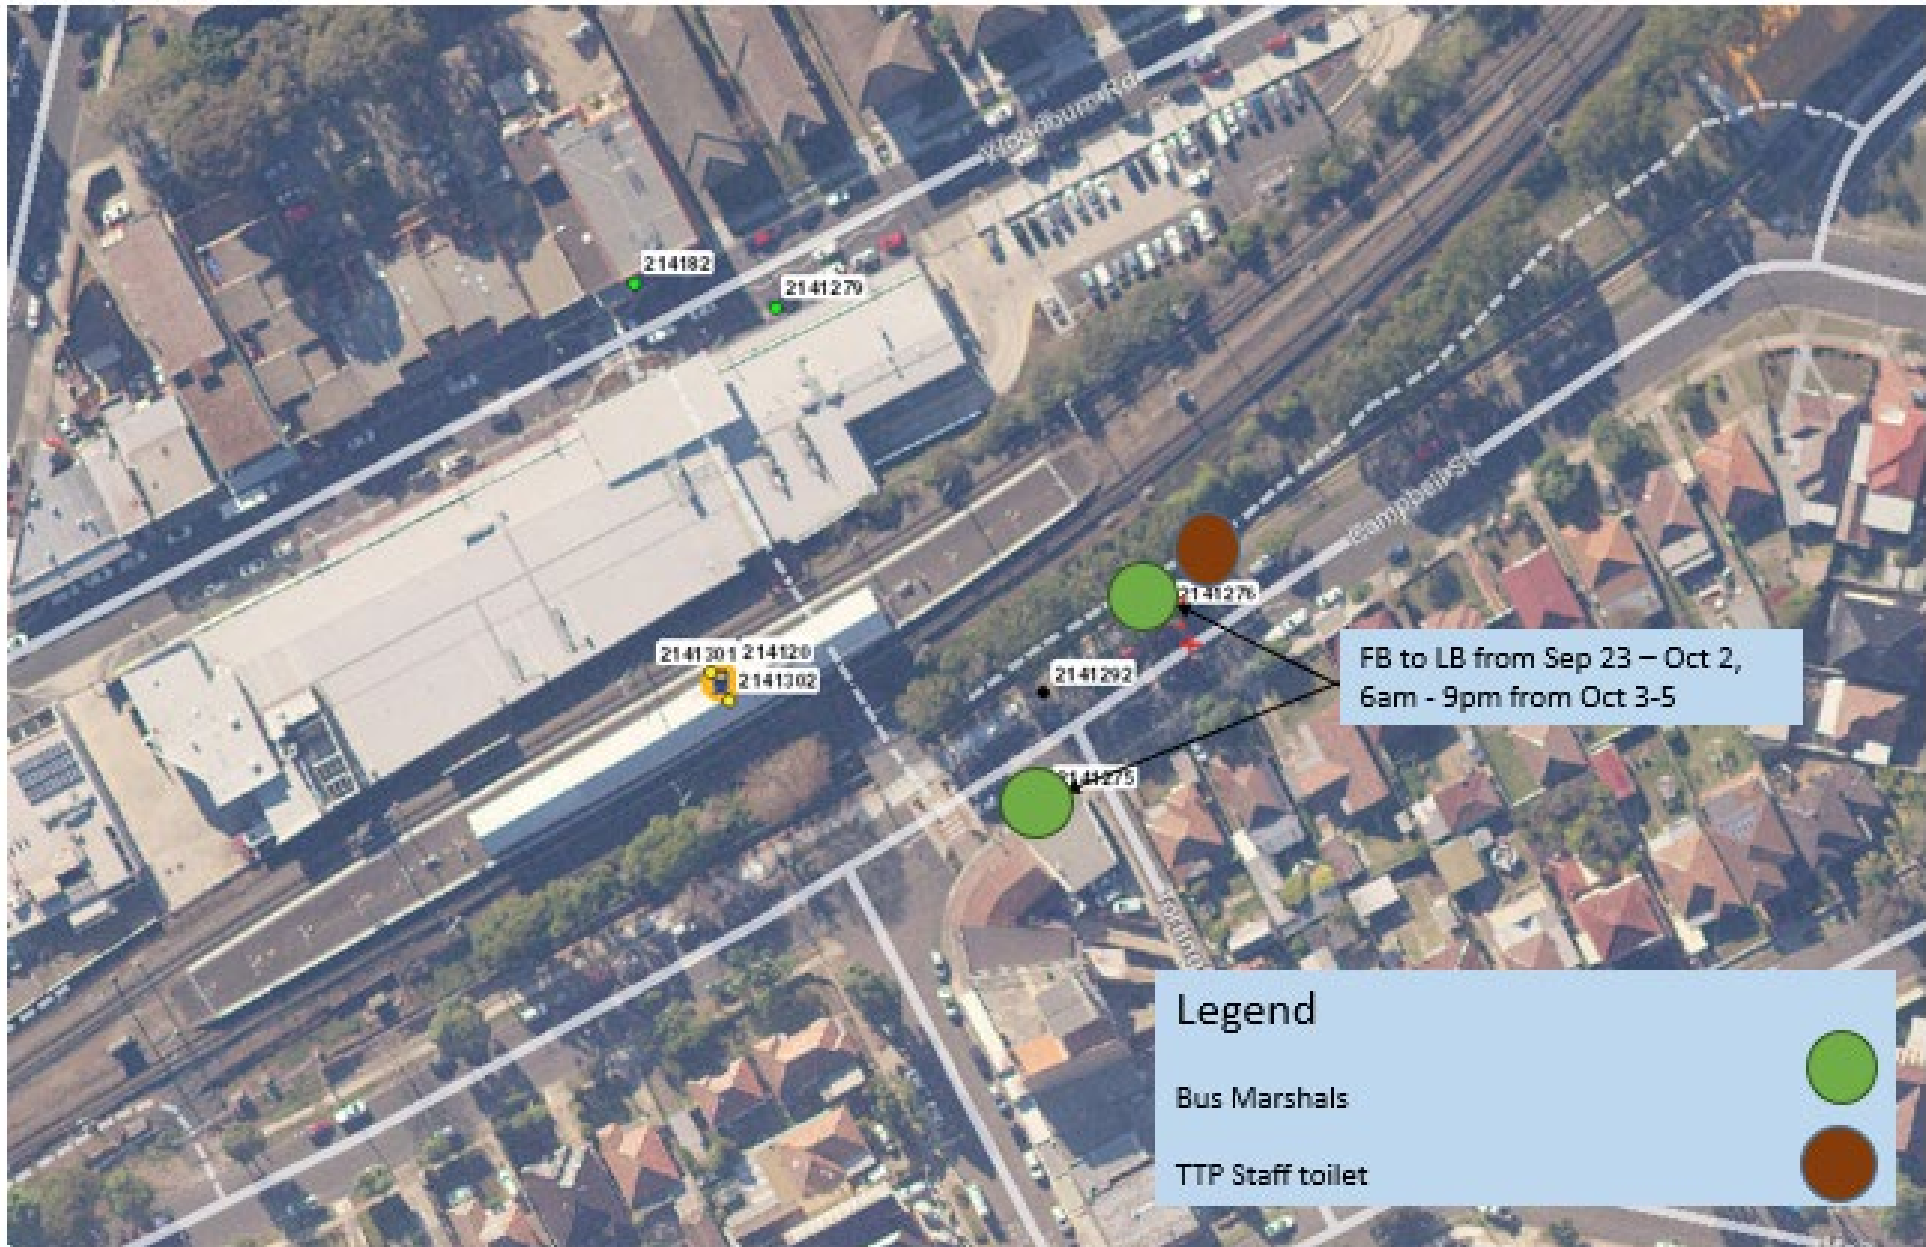 Woodburn Rd
214182
2141279
Campbell St
2141276
2141301
214120
2141302
2141292
FB to LB from Sep 23 – Oct 2,
6am - 9pm from Oct 3-5
2141275
Legend
Bus Marshals
TTP Staff toilet